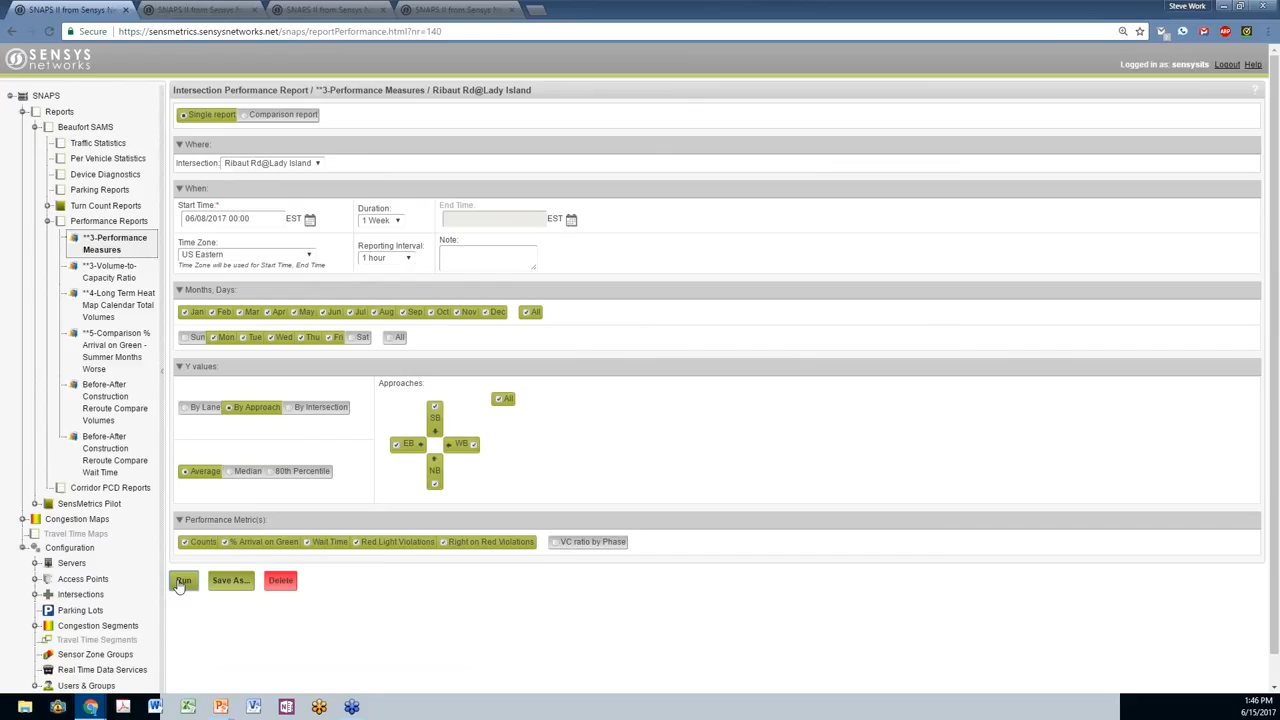 SNAPS II from Sensys Net × SNAPS II from Sensys Net × SNAPS II from Sensys Net × SNAPS II from Sensys Net × Steve Work
Secure https://sensmetrics.sensysnetworks.net/snaps/reportPerformance.html?nr=140
SENSYS
networks
Logged in as: sensysits Logout Help
SNAPS
Reports
Beaufort SAMS
Traffic Statistics
Per Vehicle Statistics
Device Diagnostics
Parking Reports
Turn Count Reports
Performance Reports
**3-Performance
Measures
**3-Volume-to-
Capacity Ratio
**4-Long Term Heat
Map Calendar Total
Volumes
**5-Comparison %
Arrival on Green -
Summer Months
Worse
Before-After
Construction
Reroute Compare
Volumes
Before-After
Construction
Reroute Compare
Wait Time
Corridor PCD Reports
SensMetrics Pilot
Congestion Maps
Travel Time Maps
Configuration
Servers
Access Points
Intersections
Parking Lots
Congestion Segments
Travel Time Segments
Sensor Zone Groups
Real Time Data Services
Users & Groups
Intersection Performance Report / **3-Performance Measures / Ribaut Rd@Lady Island
Single report Comparison report
Where:
Intersection: Ribaut Rd@Lady Island
When:
Start Time:* Duration: End Time:
06/08/2017 00:00 EST 1 Week EST
Time Zone: Reporting Interval: Note:
US Eastern 1 hour
Time Zone will be used for Start Time, End Time
Months, Days:
Jan Feb Mar Apr May Jun Jul Aug Sep Oct Nov Dec All
Sun Mon Tue Wed Thu Fri Sat All
Y values:
Approaches:
All
By Lane By Approach By Intersection
SB
EB WB
NB
Average Median 80th Percentile
Performance Metric(s):
Counts % Arrival on Green Wait Time Red Light Violations Right on Red Violations VC ratio by Phase
Run Save As... Delete
1:46 PM
6/15/2017